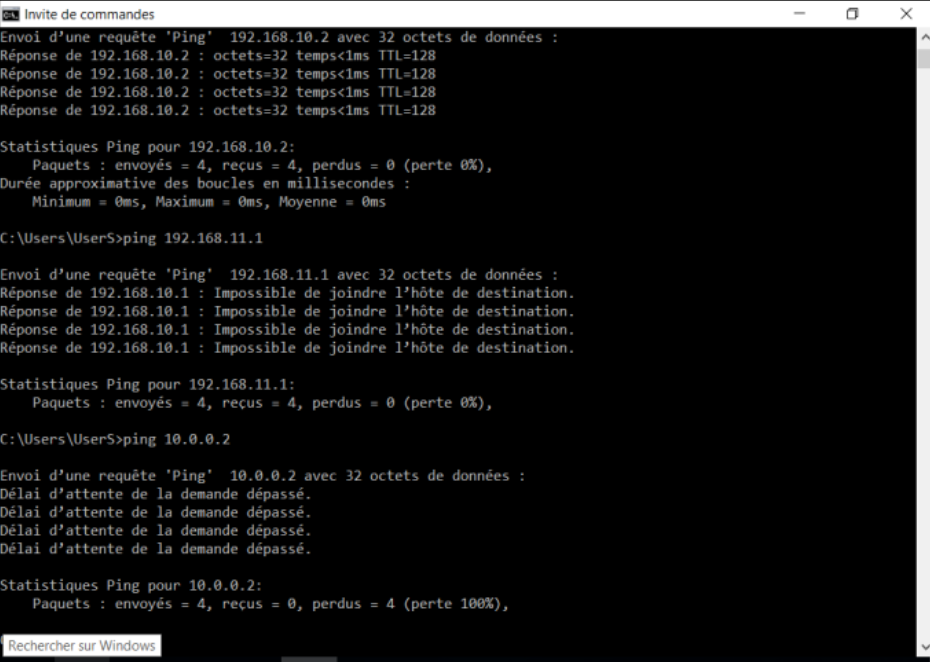 Invite de commandes
Envoi d'une requête 'Ping'  192.168.10.2 avec 32 octets de données :
Réponse de 192.168.10.2 : octets=32 temps<1ms TTL=128
Réponse de 192.168.10.2 : octets=32 temps<1ms TTL=128
Réponse de 192.168.10.2 : octets=32 temps<1ms TTL=128
Réponse de 192.168.10.2 : octets=32 temps<1ms TTL=128
Statistiques Ping pour 192.168.10.2:
    Paquets : envoyés = 4, reçus = 4, perdus = 0 (perte 0%),
Durée approximative des boucles en millisecondes :
    Minimum = 0ms, Maximum = 0ms, Moyenne = 0ms
C:\Users\UserS>ping 192.168.11.1
Envoi d'une requête 'Ping'  192.168.11.1 avec 32 octets de données :
Réponse de 192.168.10.1 : Impossible de joindre l'hôte de destination.
Réponse de 192.168.10.1 : Impossible de joindre l'hôte de destination.
Réponse de 192.168.10.1 : Impossible de joindre l'hôte de destination.
Réponse de 192.168.10.1 : Impossible de joindre l'hôte de destination.
Statistiques Ping pour 192.168.11.1:
    Paquets : envoyés = 4, reçus = 4, perdus = 0 (perte 0%),
C:\Users\UserS>ping 10.0.0.2
Envoi d'une requête 'Ping'  10.0.0.2 avec 32 octets de données :
Délai d'attente de la demande dépassé.
Délai d'attente de la demande dépassé.
Délai d'attente de la demande dépassé.
Délai d'attente de la demande dépassé.
Statistiques Ping pour 10.0.0.2:
    Paquets : envoyés = 4, reçus = 0, perdus = 4 (perte 100%),
Rechercher sur Windows